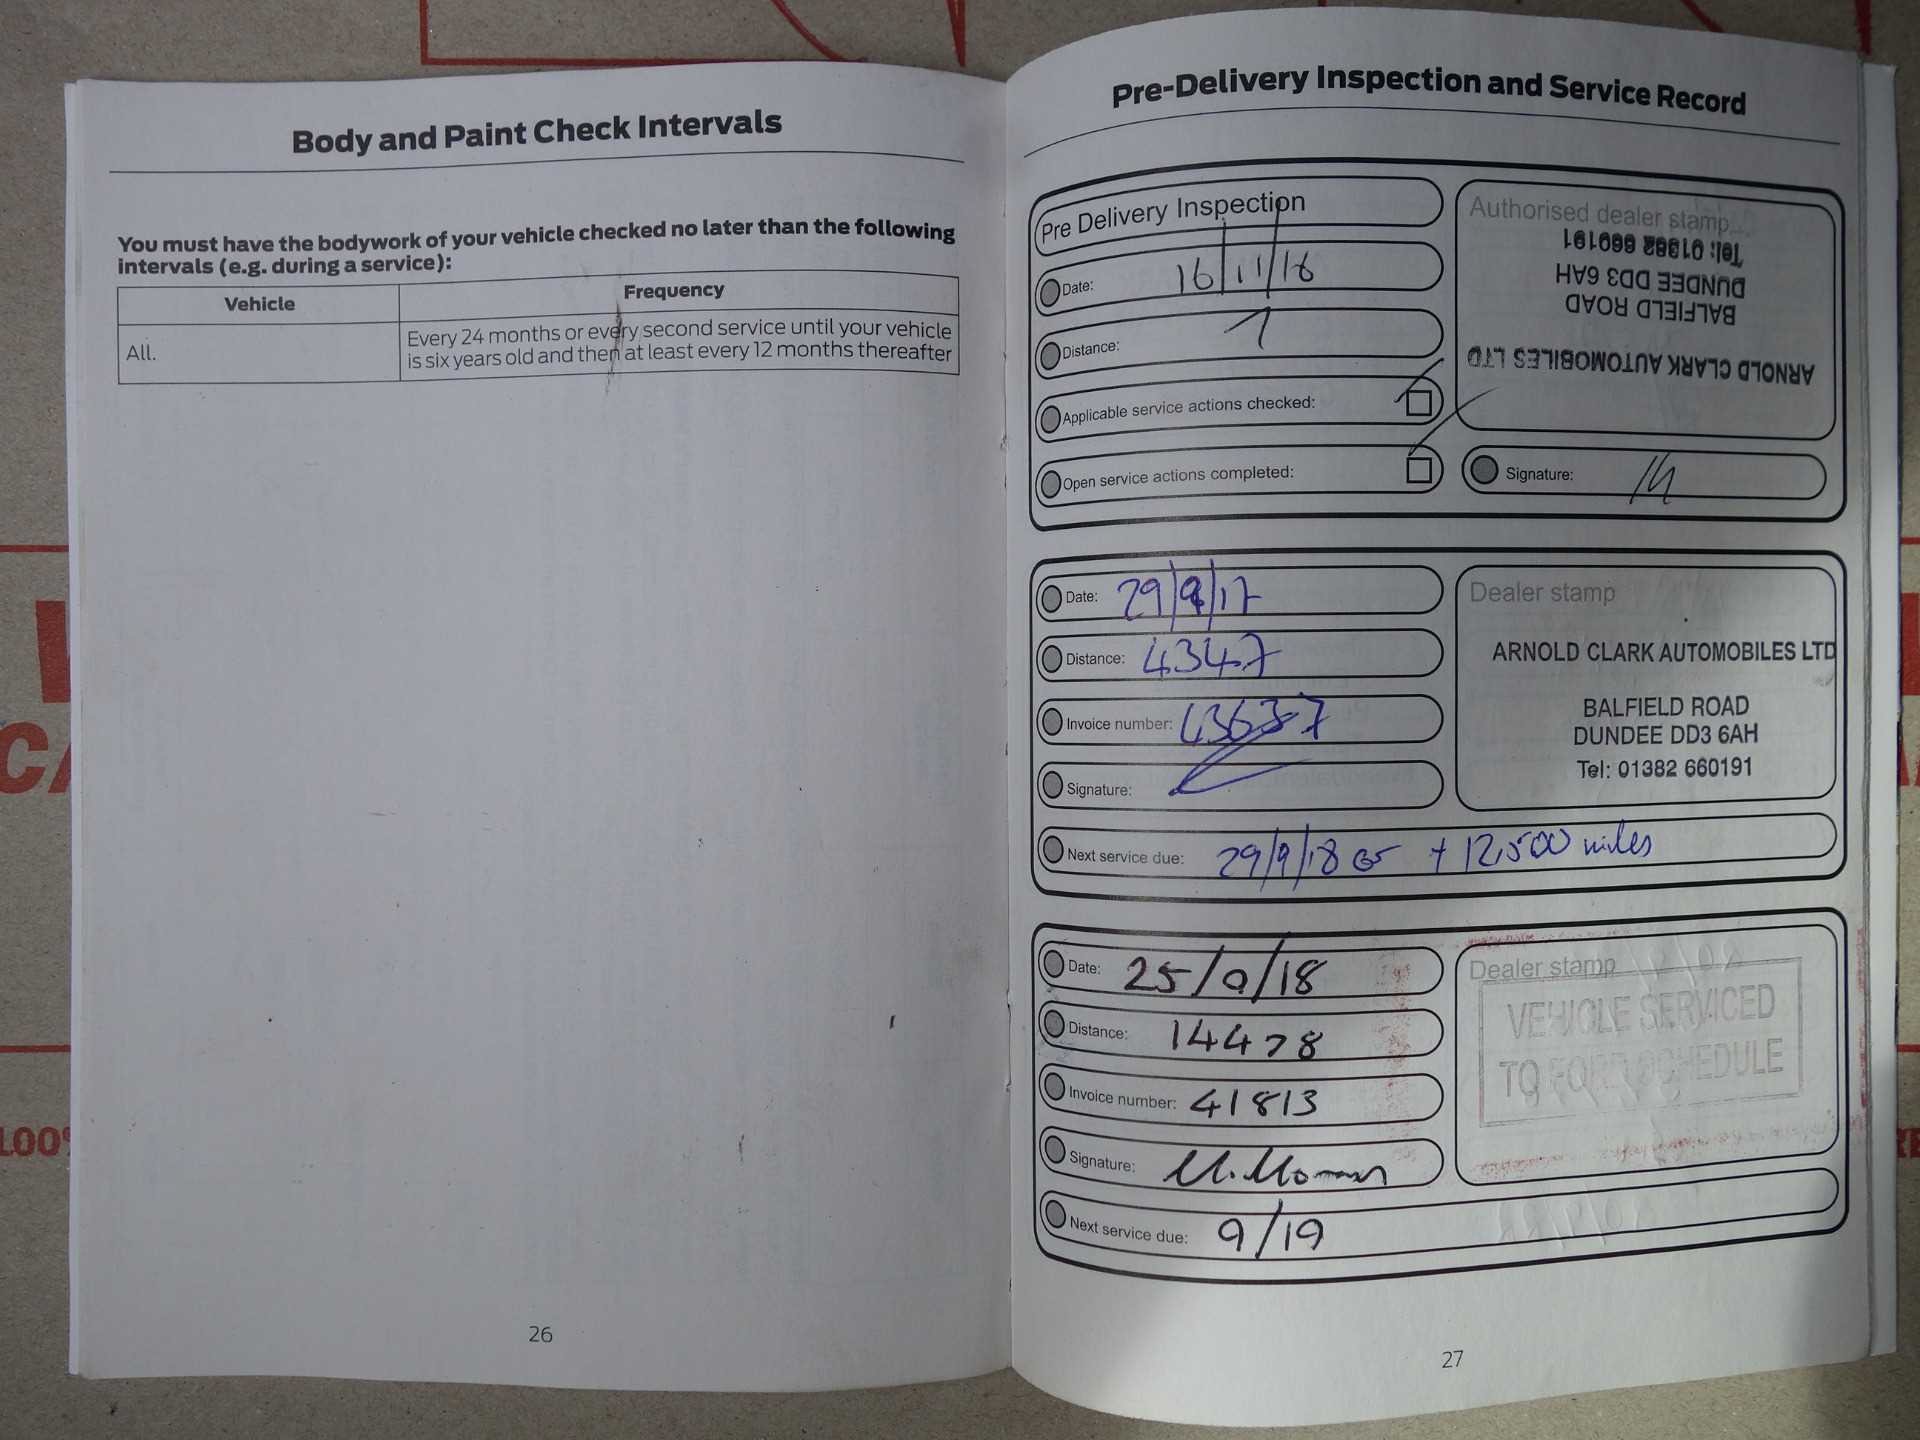 Body and Paint Check Intervals
You must have the bodywork of your vehicle checked no later than the following
intervals (e.g. during a service):
Vehicle
Frequency
All.
Every 24 months or every second service until your vehicle
is six years old and then at least every 12 months thereafter
26
Pre-Delivery Inspection and Service Record
Pre Delivery Inspection
Date: 16/11/16
Distance: 1
Applicable service actions checked:
Open service actions completed:
Authorised dealer stamp
ARNOLD CLARK AUTOMOBILES LTD
BALFIELD ROAD
DUNDEE DD3 6AH
Tel: 01382 660191
Signature:
Date: 29/9/17
Distance: 4347
Invoice number: 43637
Signature:
Next service due: 29/9/18 or + 12,500 miles
Dealer stamp
ARNOLD CLARK AUTOMOBILES LTD
BALFIELD ROAD
DUNDEE DD3 6AH
Tel: 01382 660191
Date: 25/9/18
Distance: 14478
Invoice number: 41813
Signature:
Next service due: 9/19
Dealer stamp
VEHICLE SERVICED
TO FORD SCHEDULE
27